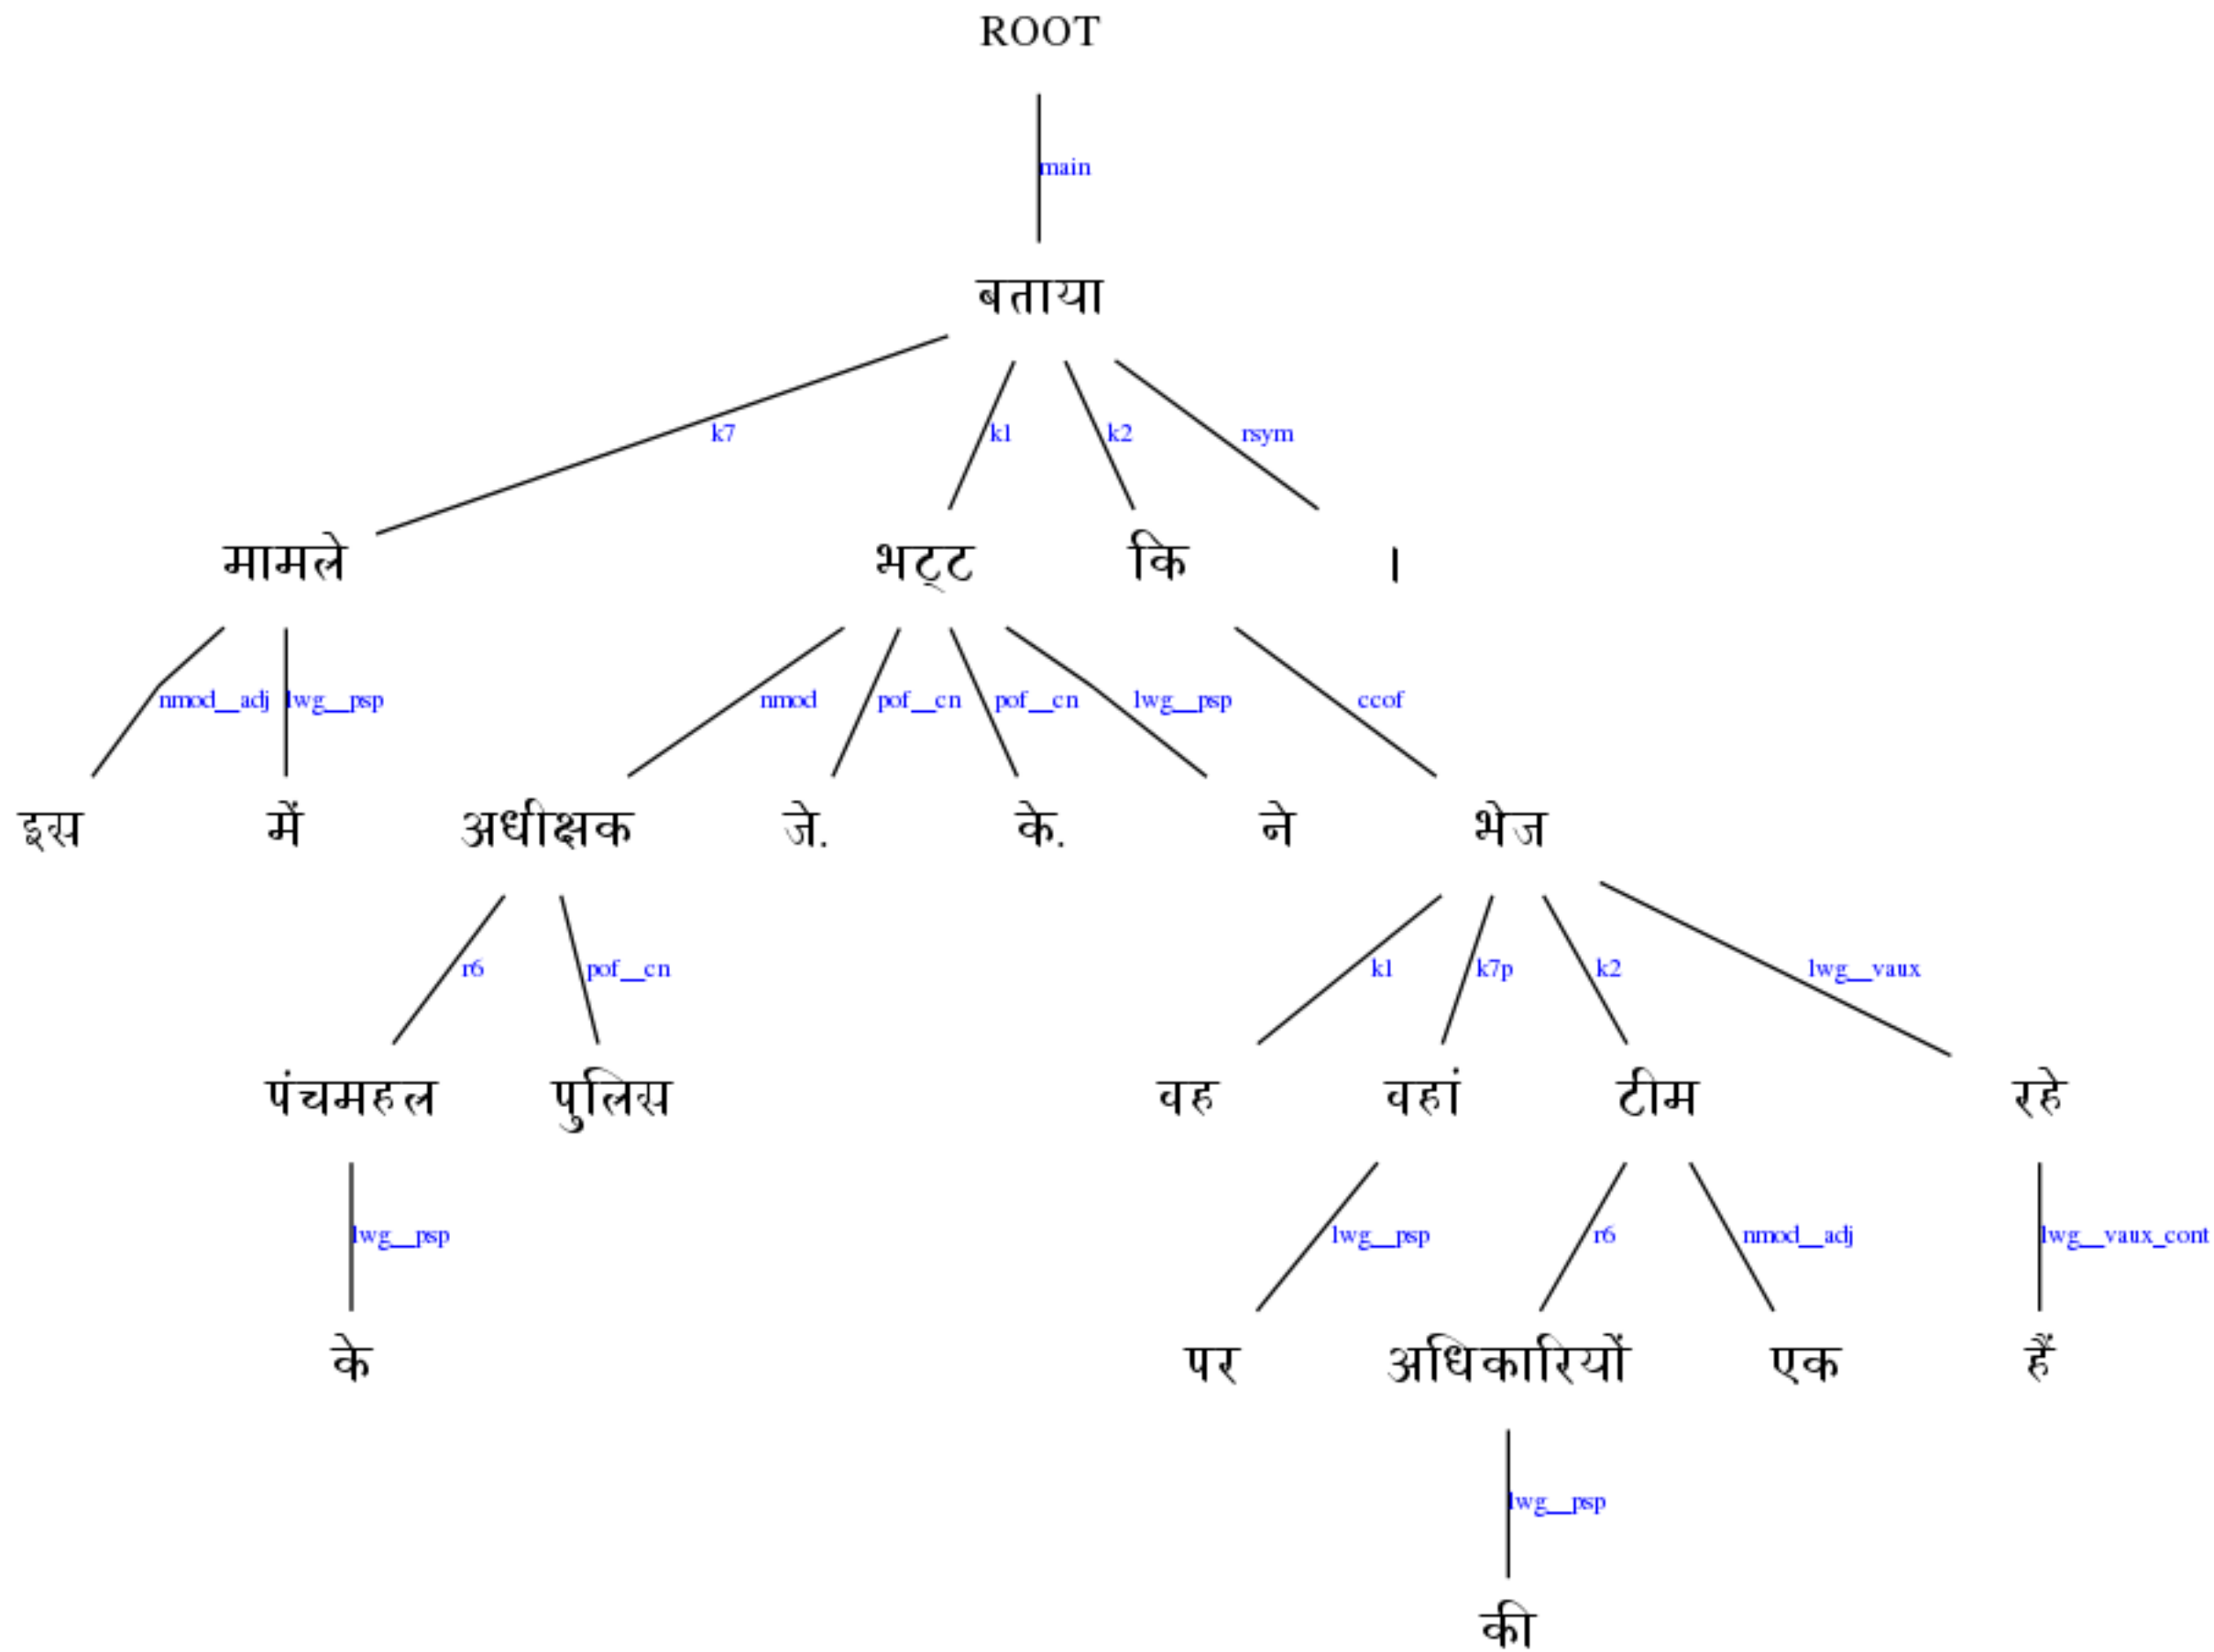 ROOT
main
बताया
k7 k1 k2 rsym
मामले भट्ट कि ।
nmod__adj lwg__psp nmod pof__cn pof__cn lwg__psp ccof
इस में अधीक्षक जे. के. ने भेज
r6 pof__cn k1 k7p k2 lwg__vaux
पंचमहल पुलिस वह वहां टीम रहे
lwg__psp lwg__psp r6 nmod__adj lwg__vaux_cont
के पर अधिकारियों एक हैं
lwg__psp
की